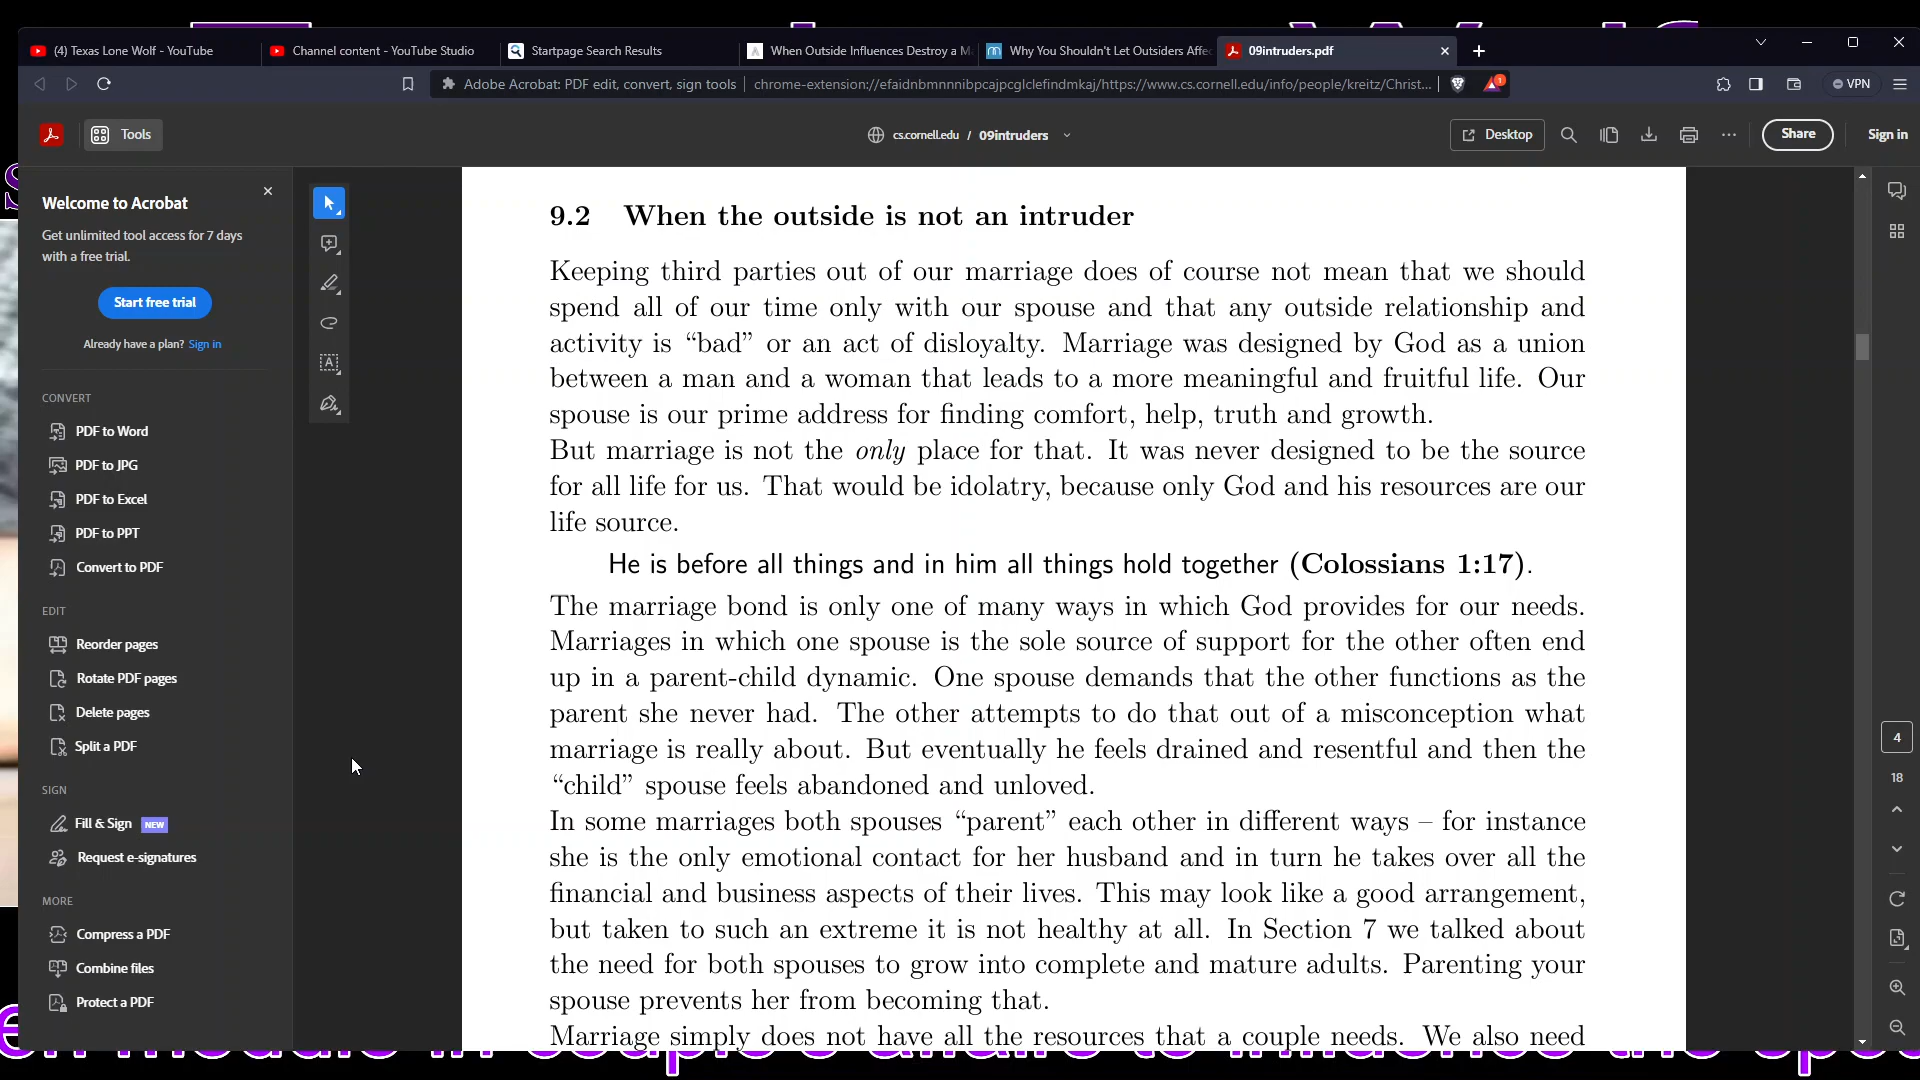 (4) Texas Lone Wolf - YouTube
Channel content - YouTube Studio
Startpage Search Results
When Outside Influences Destroy a M
Why You Shouldn't Let Outsiders Affec
09intruders.pdf
Adobe Acrobat: PDF edit, convert, sign tools
chrome-extension://efaidnbmnnnibpcajpcglclefindmkaj/https://www.cs.cornell.edu/info/people/kreitz/Christ...
1
VPN
Tools
cs.cornell.edu / 09intruders
Desktop
Share
Sign in
Welcome to Acrobat
Get unlimited tool access for 7 days
with a free trial.
Start free trial
Already have a plan? Sign in
CONVERT
PDF to Word
PDF to JPG
PDF to Excel
PDF to PPT
Convert to PDF
EDIT
Reorder pages
Rotate PDF pages
Delete pages
Split a PDF
SIGN
Fill & Sign NEW
Request e-signatures
MORE
Compress a PDF
Combine files
Protect a PDF
9.2 When the outside is not an intruder
Keeping third parties out of our marriage does of course not mean that we should
spend all of our time only with our spouse and that any outside relationship and
activity is “bad” or an act of disloyalty. Marriage was designed by God as a union
between a man and a woman that leads to a more meaningful and fruitful life. Our
spouse is our prime address for finding comfort, help, truth and growth.
But marriage is not the only place for that. It was never designed to be the source
for all life for us. That would be idolatry, because only God and his resources are our
life source.
He is before all things and in him all things hold together (Colossians 1:17).
The marriage bond is only one of many ways in which God provides for our needs.
Marriages in which one spouse is the sole source of support for the other often end
up in a parent-child dynamic. One spouse demands that the other functions as the
parent she never had. The other attempts to do that out of a misconception what
marriage is really about. But eventually he feels drained and resentful and then the
“child” spouse feels abandoned and unloved.
In some marriages both spouses “parent” each other in different ways – for instance
she is the only emotional contact for her husband and in turn he takes over all the
financial and business aspects of their lives. This may look like a good arrangement,
but taken to such an extreme it is not healthy at all. In Section 7 we talked about
the need for both spouses to grow into complete and mature adults. Parenting your
spouse prevents her from becoming that.
Marriage simply does not have all the resources that a couple needs. We also need
4
18